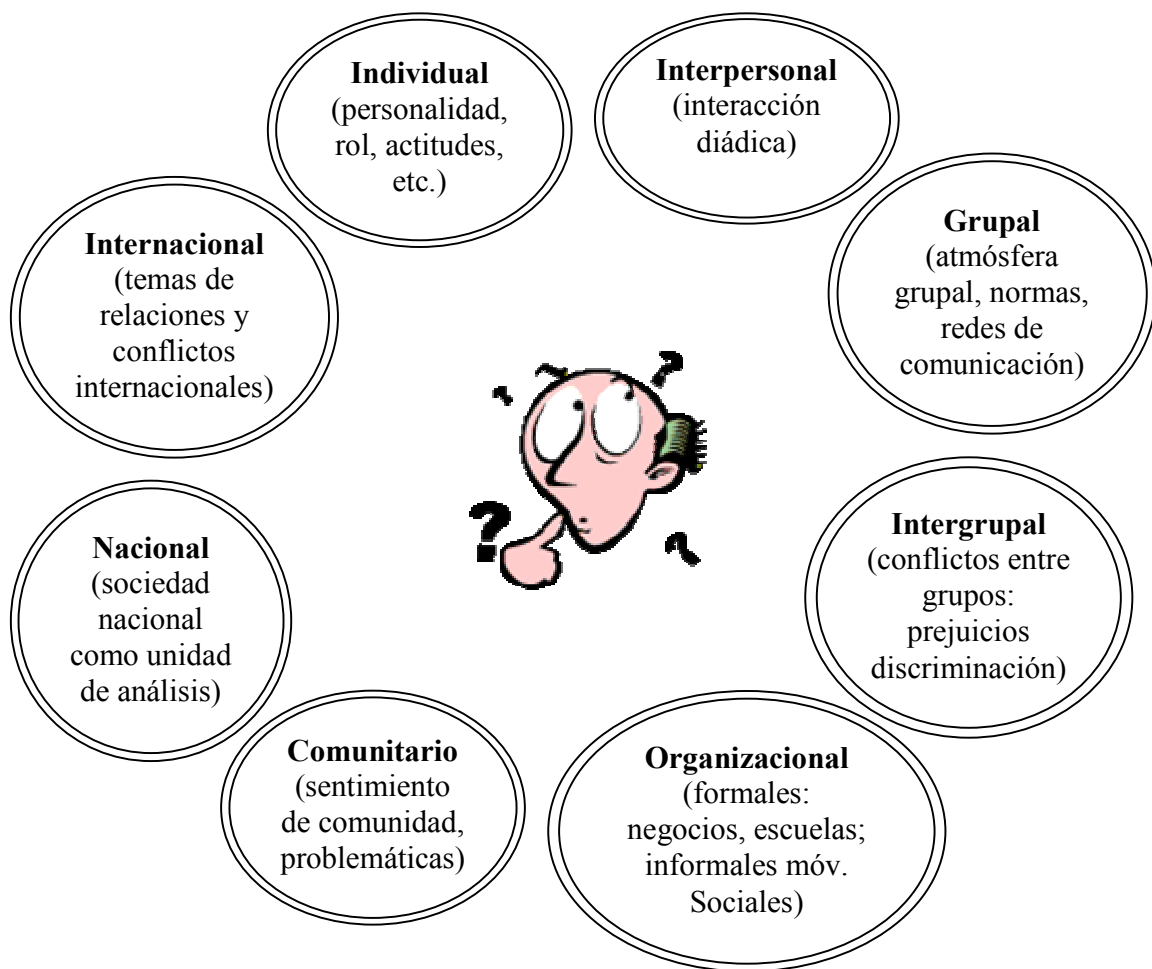 Individual
(personalidad,
rol, actitudes,
etc.)
Interpersonal
(interacción
diádica)
Grupal
(atmósfera
grupal, normas,
redes de
comunicación)
Intergrupal
(conflictos entre
grupos:
prejuicios
discriminación)
Organizacional
(formales:
negocios, escuelas;
informales móv.
Sociales)
Comunitario
(sentimiento
de comunidad,
problemáticas)
Nacional
(sociedad
nacional
como unidad
de análisis)
Internacional
(temas de
relaciones y
conflictos
internacionales)
?
?
?
?